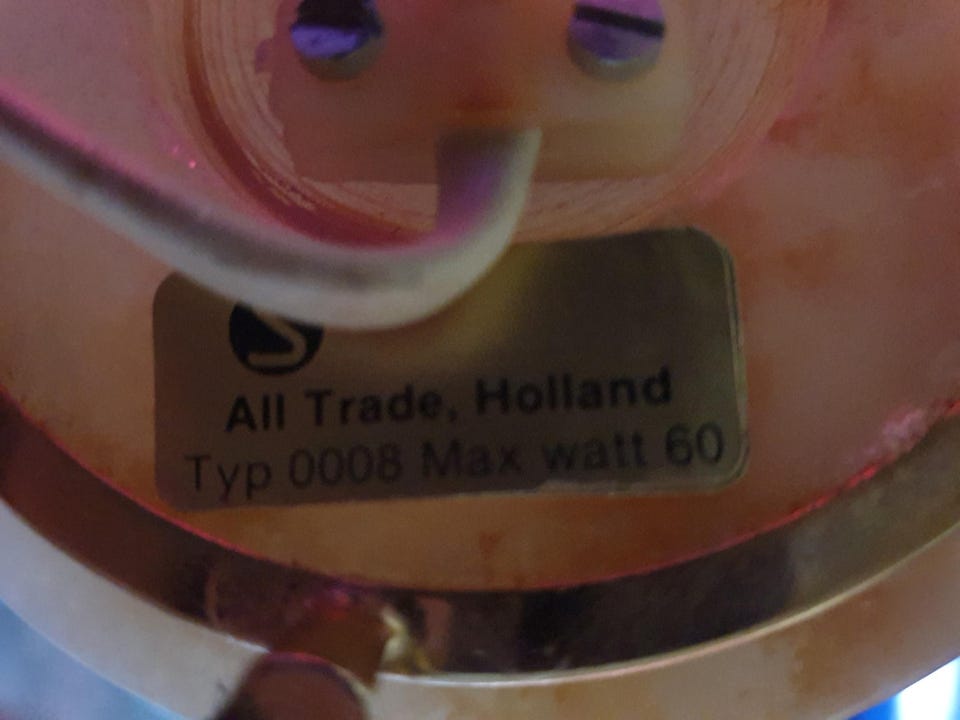 All Trade, Holland
Typ 0008 Max watt 60